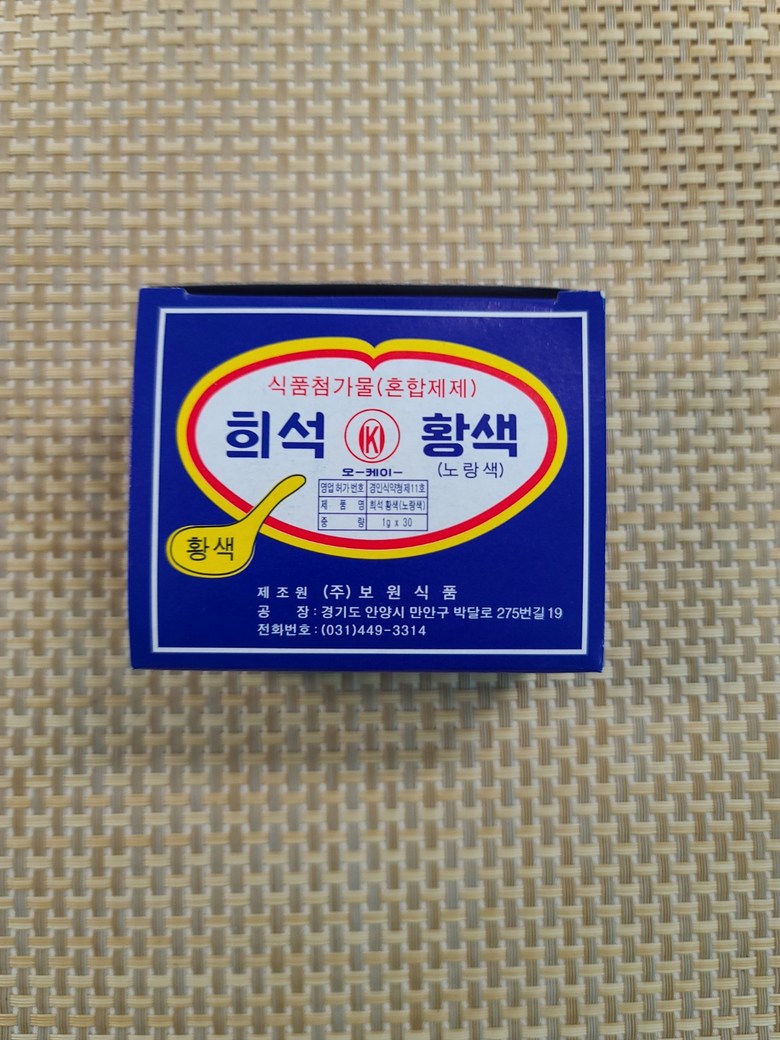 식품첨가물(혼합제제)
희석 K 황색
오-케이-
(노랑색)
영업허가번호 경인식약청제11호
제 품 명 희석 황색(노랑색)
중 량 1g x 30
황색
제조원 (주)보원식품
공 장 : 경기도 안양시 만안구 박달로 275번길 19
전화번호 : (031)449-3314